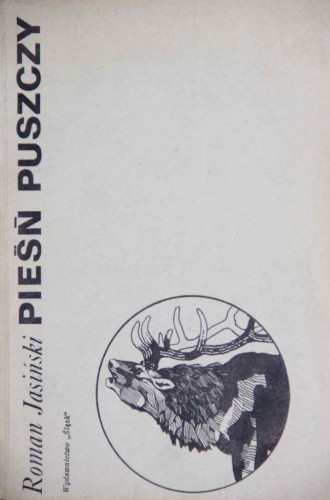 Roman Jasiński
PIEŚŃ PUSZCZY
Wydawnictwo „Śląsk”